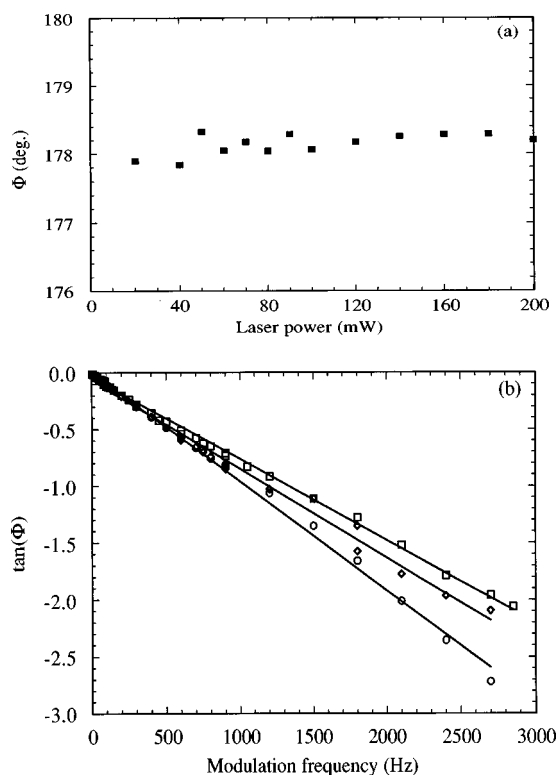 (a)
180
179
178
177
176
Φ (deg.)
0 40 80 120 160 200
Laser power (mW)
(b)
0.0
-0.5
-1.0
-1.5
-2.0
-2.5
-3.0
tan(Φ)
0 500 1000 1500 2000 2500 3000
Modulation frequency (Hz)